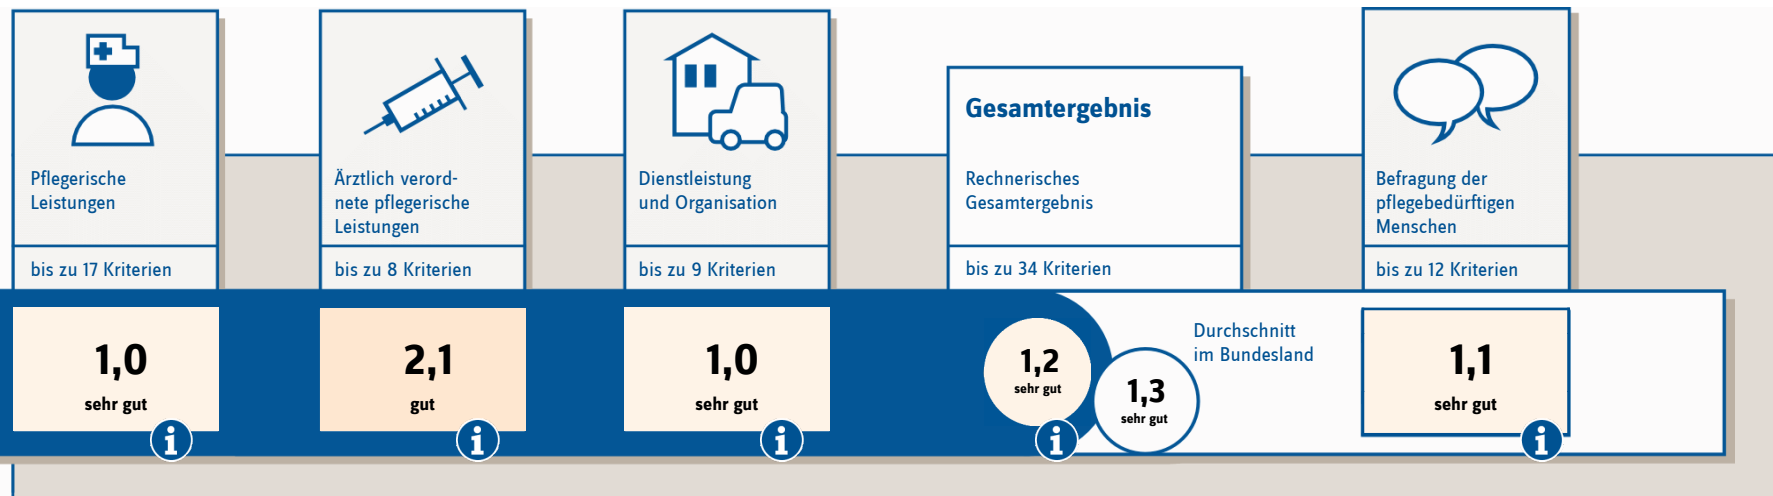 Pflegerische
Leistungen
bis zu 17 Kriterien
1,0
sehr gut
i
Ärztlich verord-
nete pflegerische
Leistungen
bis zu 8 Kriterien
2,1
gut
i
Dienstleistung
und Organisation
bis zu 9 Kriterien
1,0
sehr gut
i
Gesamtergebnis
Rechnerisches
Gesamtergebnis
bis zu 34 Kriterien
1,2
sehr gut
i
1,3
sehr gut
Durchschnitt
im Bundesland
Befragung der
pflegebedürftigen
Menschen
bis zu 12 Kriterien
1,1
sehr gut
i